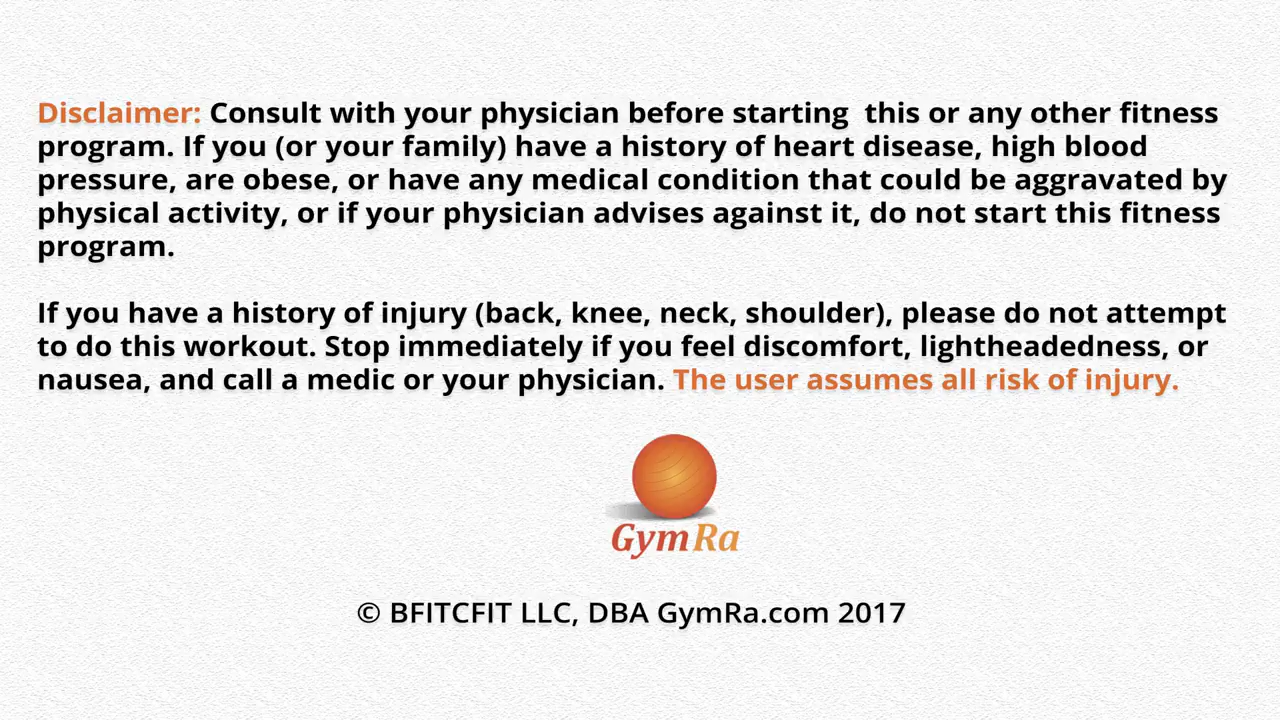 Disclaimer: Consult with your physician before starting  this or any other fitness
program. If you (or your family) have a history of heart disease, high blood
pressure, are obese, or have any medical condition that could be aggravated by
physical activity, or if your physician advises against it, do not start this fitness
program.
If you have a history of injury (back, knee, neck, shoulder), please do not attempt
to do this workout. Stop immediately if you feel discomfort, lightheadedness, or
nausea, and call a medic or your physician. The user assumes all risk of injury.
GymRa
© BFITCFIT LLC, DBA GymRa.com 2017